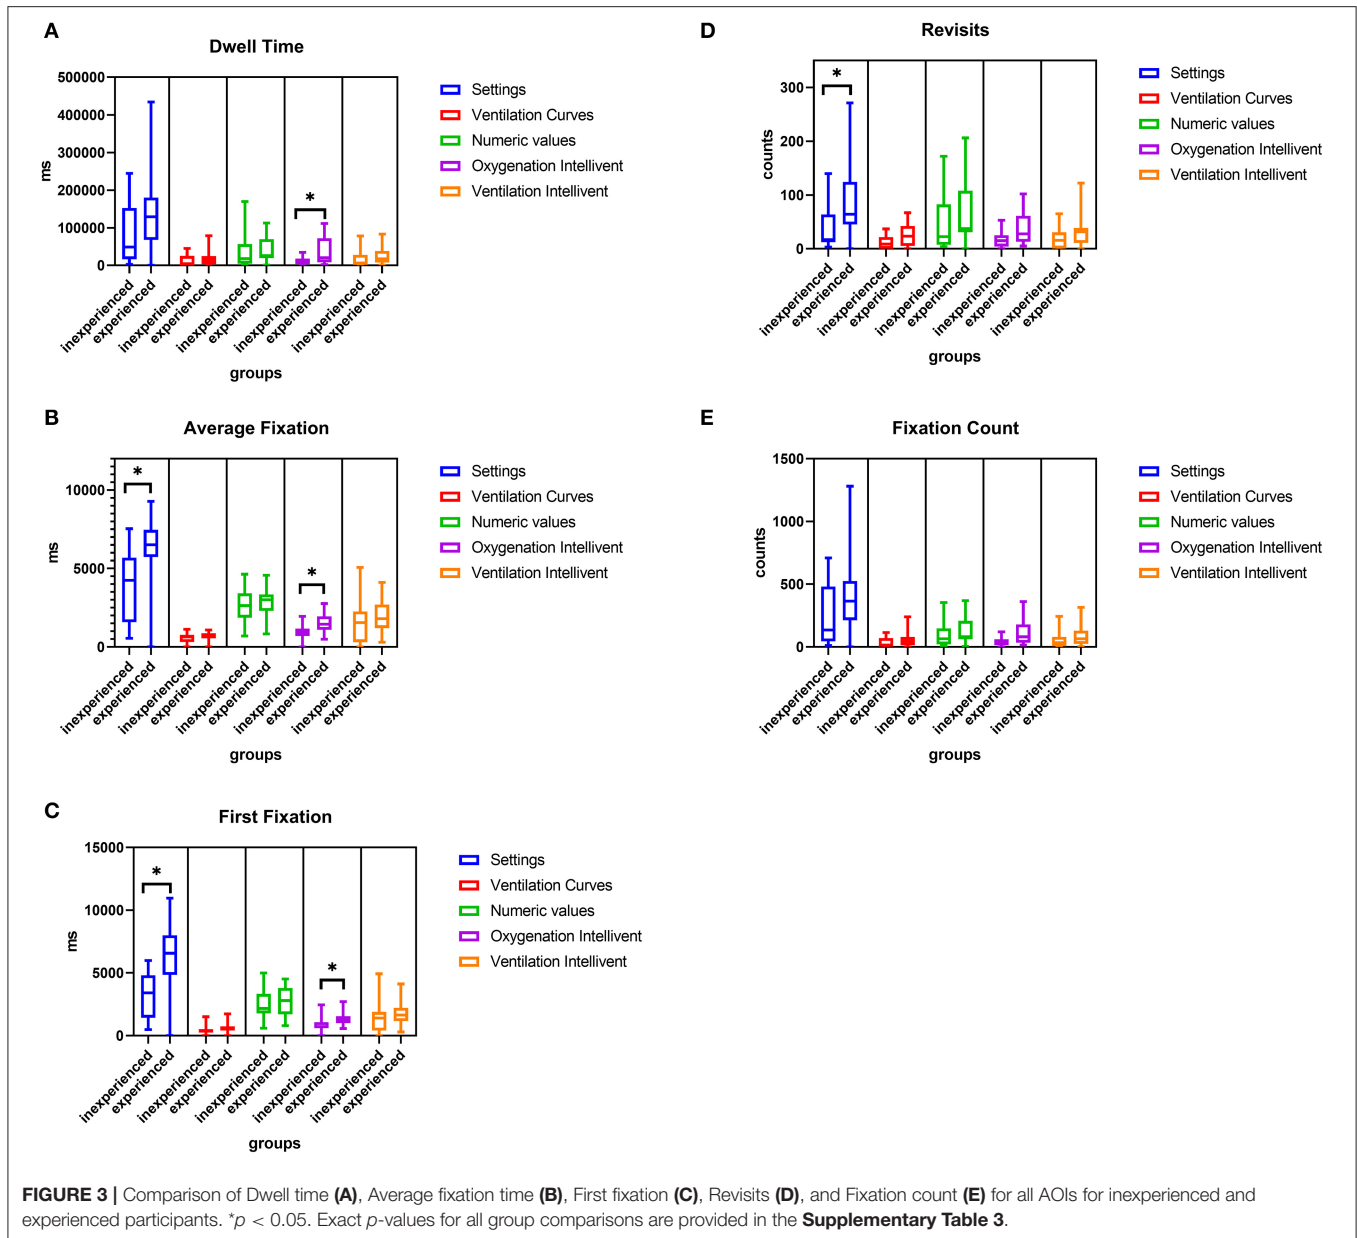 A
Dwell Time
500000
400000
300000
200000
100000
0
ms
*
inexperienced
experienced
inexperienced
experienced
inexperienced
experienced
inexperienced
experienced
inexperienced
experienced
groups
Settings
Ventilation Curves
Numeric values
Oxygenation Intellivent
Ventilation Intellivent
D
Revisits
300
200
100
0
counts
*
inexperienced
experienced
inexperienced
experienced
inexperienced
experienced
inexperienced
experienced
inexperienced
experienced
groups
Settings
Ventilation Curves
Numeric values
Oxygenation Intellivent
Ventilation Intellivent
B
Average Fixation
10000
5000
0
ms
*
*
inexperienced
experienced
inexperienced
experienced
inexperienced
experienced
inexperienced
experienced
inexperienced
experienced
groups
Settings
Ventilation Curves
Numeric values
Oxygenation Intellivent
Ventilation Intellivent
E
Fixation Count
1500
1000
500
0
counts
inexperienced
experienced
inexperienced
experienced
inexperienced
experienced
inexperienced
experienced
inexperienced
experienced
groups
Settings
Ventilation Curves
Numeric values
Oxygenation Intellivent
Ventilation Intellivent
C
First Fixation
15000
10000
5000
0
ms
*
*
inexperienced
experienced
inexperienced
experienced
inexperienced
experienced
inexperienced
experienced
inexperienced
experienced
groups
Settings
Ventilation Curves
Numeric values
Oxygenation Intellivent
Ventilation Intellivent
FIGURE 3 | Comparison of Dwell time (A), Average fixation time (B), First fixation (C), Revisits (D), and Fixation count (E) for all AOIs for inexperienced and
experienced participants. *p < 0.05. Exact p-values for all group comparisons are provided in the Supplementary Table 3.